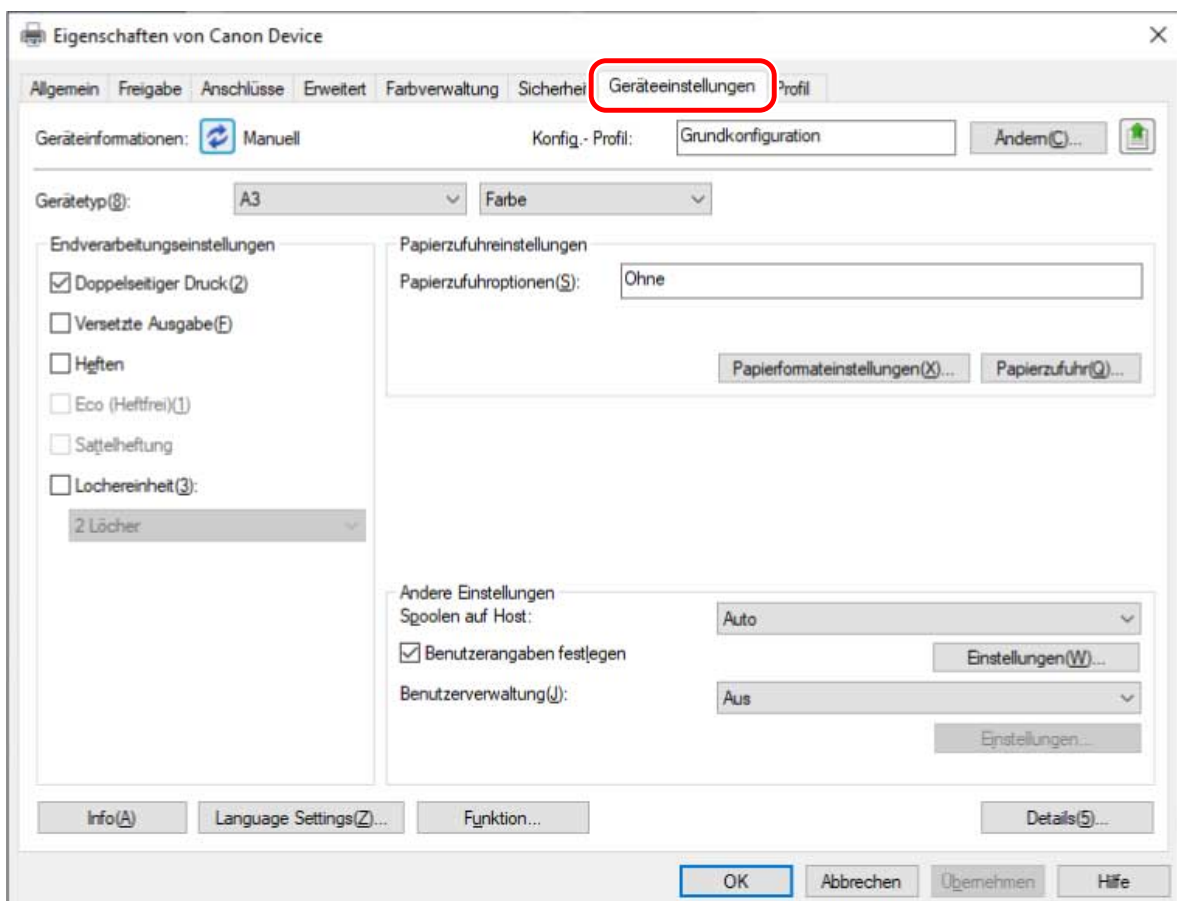 Eigenschaften von Canon Device
Allgemein Freigabe Anschlüsse Erweitert Farbverwaltung Sicherhei Geräteeinstellungen Profil
Geräteinformationen: Manuell Konfig.- Profil: Grundkonfiguration Ändern(C)...
Gerätetyp(8): A3 Farbe
Endverarbeitungseinstellungen
Doppelseitiger Druck(2)
Versetzte Ausgabe(F)
Heften
Eco (Heftfrei)(1)
Sattelheftung
Lochereinheit(3):
2 Löcher
Papierzufuhreinstellungen
Papierzufuhroptionen(S): Ohne
Papierformateinstellungen(X)... Papierzufuhr(Q)...
Andere Einstellungen
Spoolen auf Host: Auto
Benutzerangaben festlegen Einstellungen(W)...
Benutzerverwaltung(J): Aus
Einstellungen...
Info(A) Language Settings(Z)... Funktion... Details(5)...
OK Abbrechen Übernehmen Hilfe